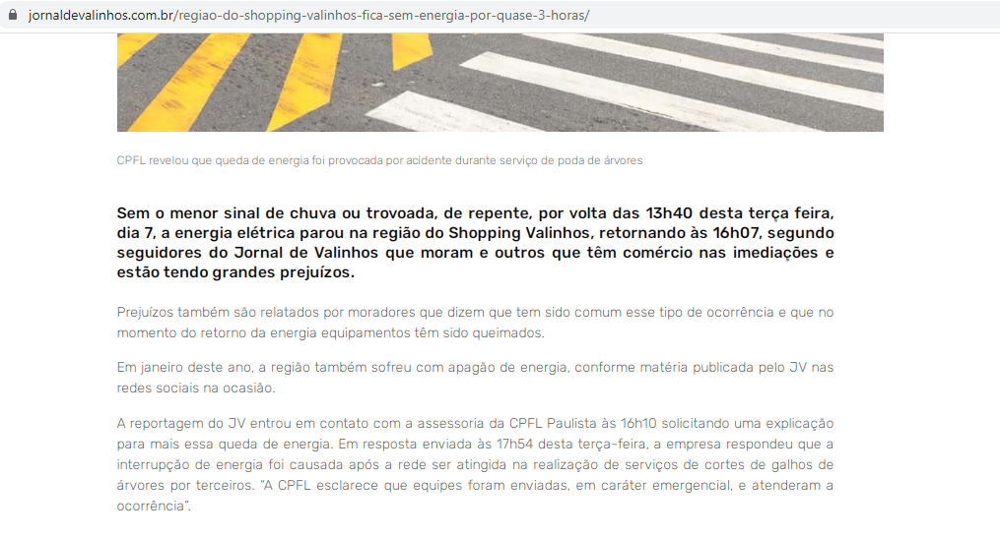 jornaldevalinhos.com.br/regiao-do-shopping-valinhos-fica-sem-energia-por-quase-3-horas/
CPFL revelou que queda de energia foi provocada por acidente durante serviço de poda de árvores
Sem o menor sinal de chuva ou trovoada, de repente, por volta das 13h40 desta terça feira,
dia 7, a energia elétrica parou na região do Shopping Valinhos, retornando às 16h07, segundo
seguidores do Jornal de Valinhos que moram e outros que têm comércio nas imediações e
estão tendo grandes prejuízos.
Prejuízos também são relatados por moradores que dizem que tem sido comum esse tipo de ocorrência e que no
momento do retorno da energia equipamentos têm sido queimados.
Em janeiro deste ano, a região também sofreu com apagão de energia, conforme matéria publicada pelo JV nas
redes sociais na ocasião.
A reportagem do JV entrou em contato com a assessoria da CPFL Paulista às 16h10 solicitando uma explicação
para mais essa queda de energia. Em resposta enviada às 17h54 desta terça-feira, a empresa respondeu que a
interrupção de energia foi causada após a rede ser atingida na realização de serviços de cortes de galhos de
árvores por terceiros. “A CPFL esclarece que equipes foram enviadas, em caráter emergencial, e atenderam a
ocorrência”.